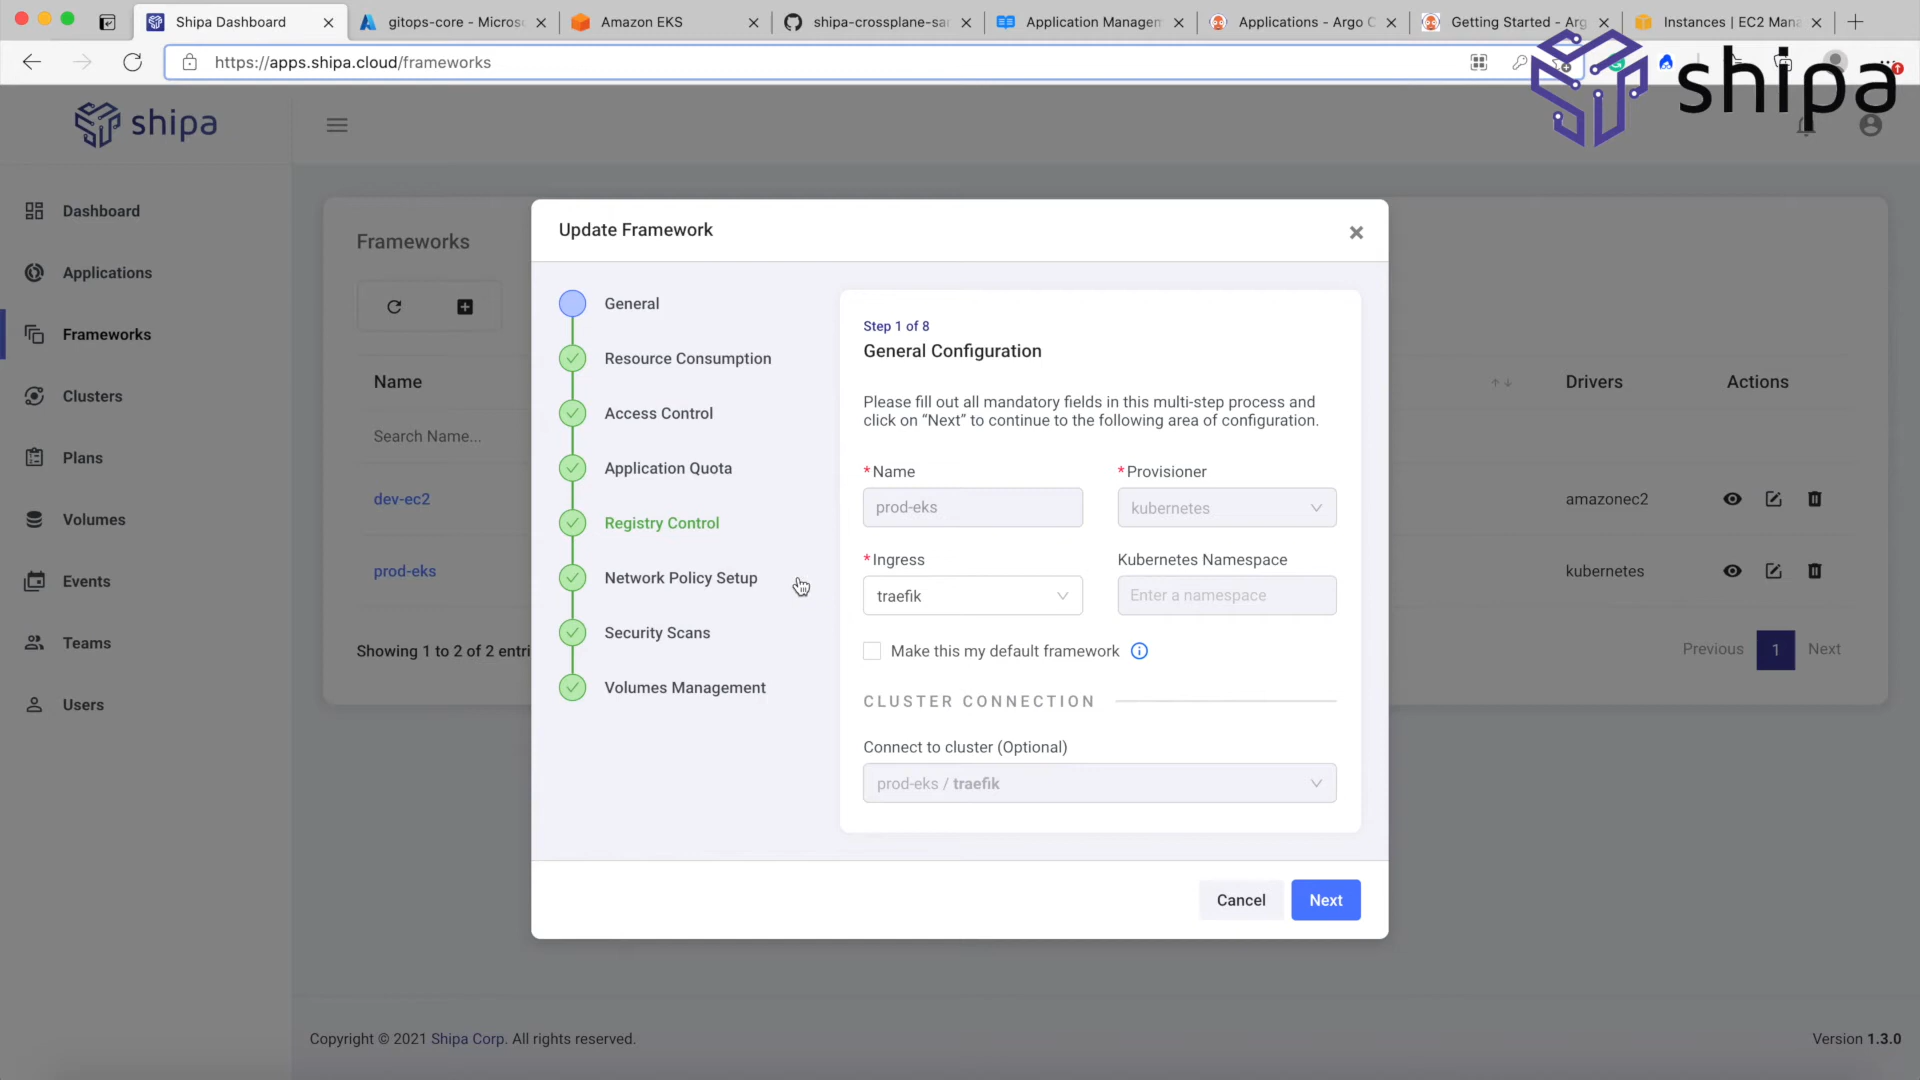 Shipa Dashboard
gitops-core - Micros
Amazon EKS
shipa-crossplane-sa
Application Managem
Applications - Argo C
Getting Started - Arg
Instances | EC2 Mana
https://apps.shipa.cloud/frameworks
shipa
shipa
Dashboard
Applications
Frameworks
Clusters
Plans
Volumes
Events
Teams
Users
Frameworks
Name
Drivers
Actions
Search Name...
dev-ec2
amazonec2
prod-eks
kubernetes
Showing 1 to 2 of 2 entri
Previous
1
Next
Update Framework
General
Resource Consumption
Access Control
Application Quota
Registry Control
Network Policy Setup
Security Scans
Volumes Management
Step 1 of 8
General Configuration
Please fill out all mandatory fields in this multi-step process and
click on “Next” to continue to the following area of configuration.
*Name
*Provisioner
prod-eks
kubernetes
*Ingress
Kubernetes Namespace
traefik
Enter a namespace
Make this my default framework
CLUSTER CONNECTION
Connect to cluster (Optional)
prod-eks / traefik
Cancel
Next
Copyright © 2021 Shipa Corp. All rights reserved.
Version 1.3.0